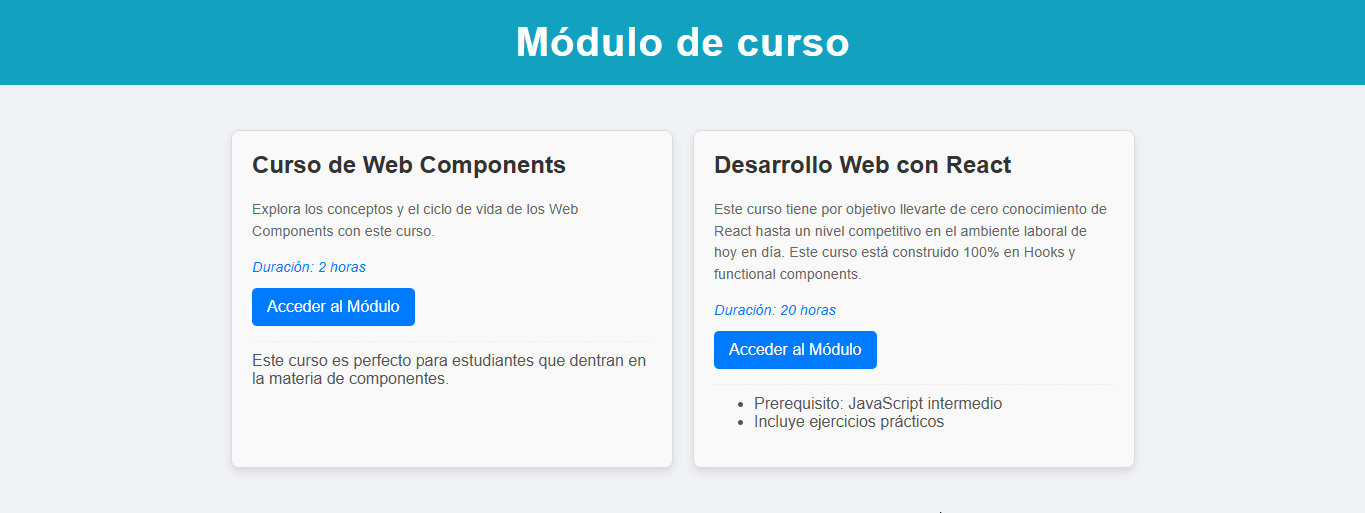 Módulo de curso
Curso de Web Components
Explora los conceptos y el ciclo de vida de los Web
Components con este curso.
Duración: 2 horas
Acceder al Módulo
Este curso es perfecto para estudiantes que dentran en
la materia de componentes.
Desarrollo Web con React
Este curso tiene por objetivo llevarte de cero conocimiento de
React hasta un nivel competitivo en el ambiente laboral de
hoy en día. Este curso está construido 100% en Hooks y
functional components.
Duración: 20 horas
Acceder al Módulo
Prerequisito: JavaScript intermedio
Incluye ejercicios prácticos